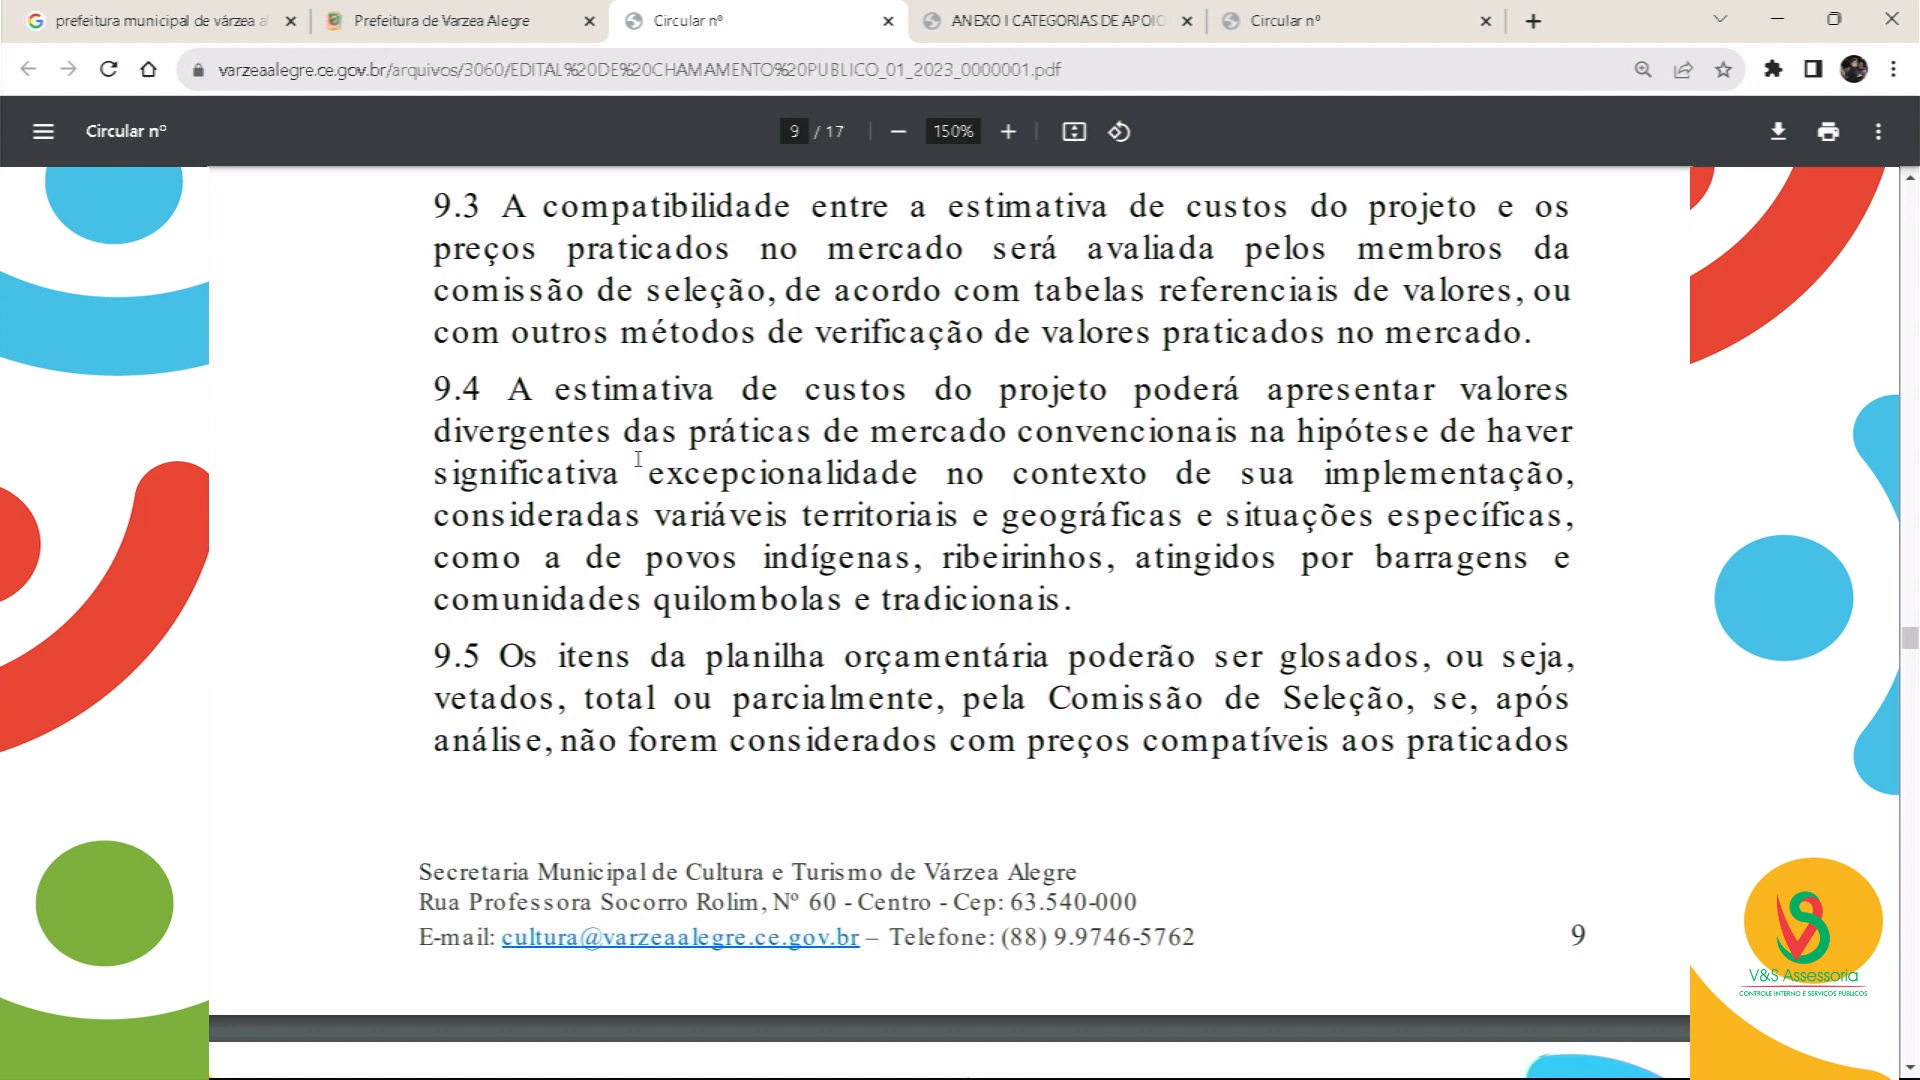 prefeitura municipal de várzea al
Prefeitura de Varzea Alegre
Circular nº
ANEXO I CATEGORIAS DE APOIO
Circular nº
varzeaalegre.ce.gov.br/arquivos/3060/EDITAL%20DE%20CHAMAMENTO%20PUBLICO_01_2023_0000001.pdf
Circular nº
9 / 17
150%
9.3 A compatibilidade entre a estimativa de custos do projeto e os
preços praticados no mercado será avaliada pelos membros da
comissão de seleção, de acordo com tabelas referenciais de valores, ou
com outros métodos de verificação de valores praticados no mercado.
9.4 A estimativa de custos do projeto poderá apresentar valores
divergentes das práticas de mercado convencionais na hipótese de haver
significativa excepcionalidade no contexto de sua implementação,
consideradas variáveis territoriais e geográficas e situações específicas,
como a de povos indígenas, ribeirinhos, atingidos por barragens e
comunidades quilombolas e tradicionais.
9.5 Os itens da planilha orçamentária poderão ser glosados, ou seja,
vetados, total ou parcialmente, pela Comissão de Seleção, se, após
análise, não forem considerados com preços compatíveis aos praticados
Secretaria Municipal de Cultura e Turismo de Várzea Alegre
Rua Professora Socorro Rolim, Nº 60 - Centro - Cep: 63.540-000
E-mail: cultura@varzeaalegre.ce.gov.br – Telefone: (88) 9.9746-5762
9
VS
V&S Assessoria
CONTROLE INTERNO E SERVIÇOS PÚBLICOS